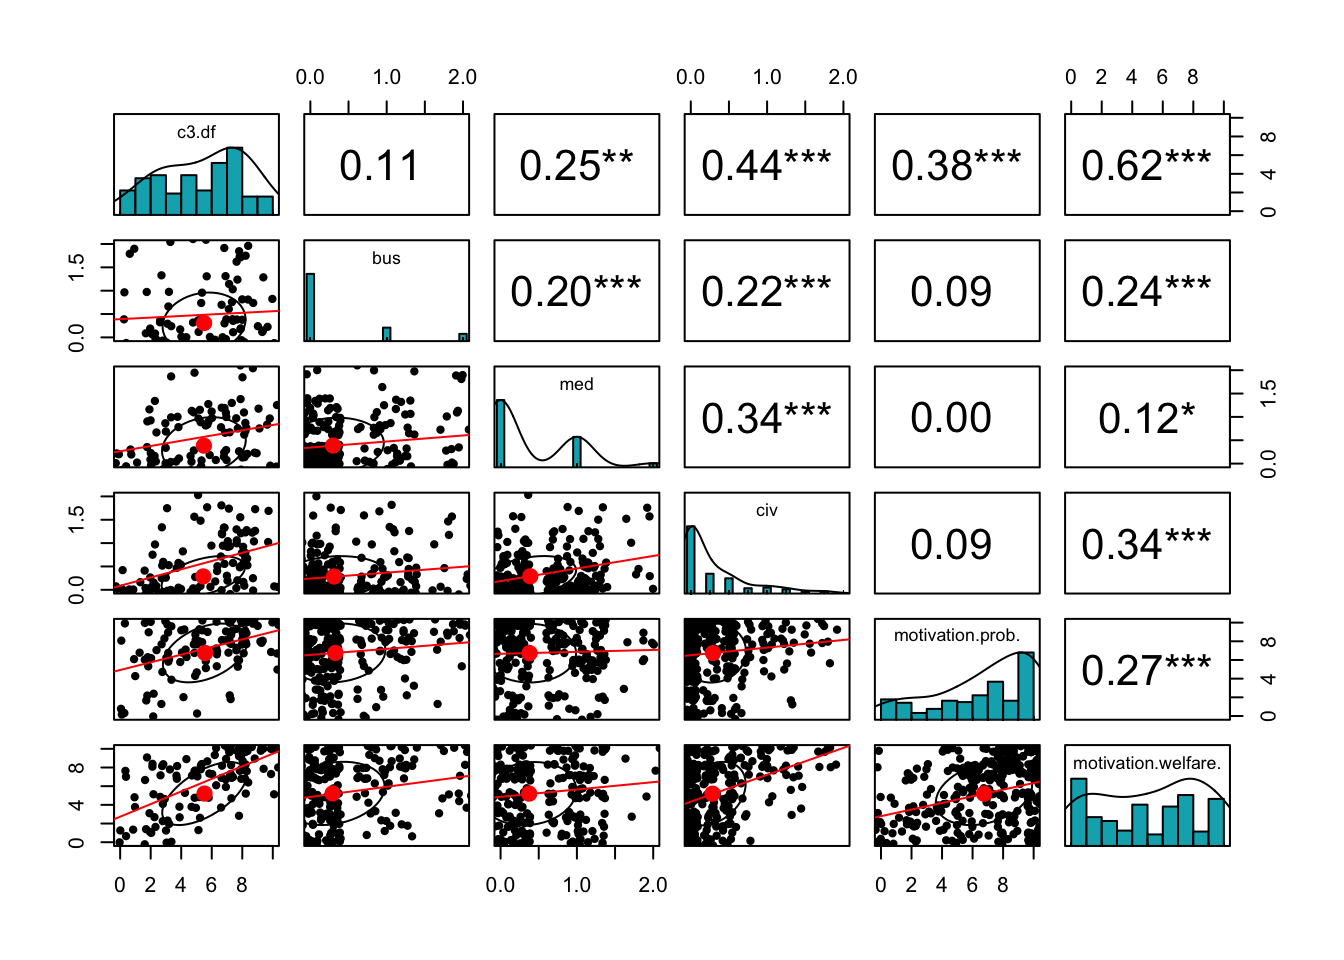 0.0 1.0 2.0 0.0 1.0 2.0 0 2 4 6 8
c3.df 0.11 0.25** 0.44*** 0.38*** 0.62*** 0 4 8
0.0 1.5 bus 0.20*** 0.22*** 0.09 0.24***
med 0.34*** 0.00 0.12* 0.0 1.5
0.0 1.5 civ 0.09 0.34***
motivation.prob. 0.27*** 0 4 8
0 4 8 motivation.welfare.
0 2 4 6 8 0.0 1.0 2.0 0 2 4 6 8